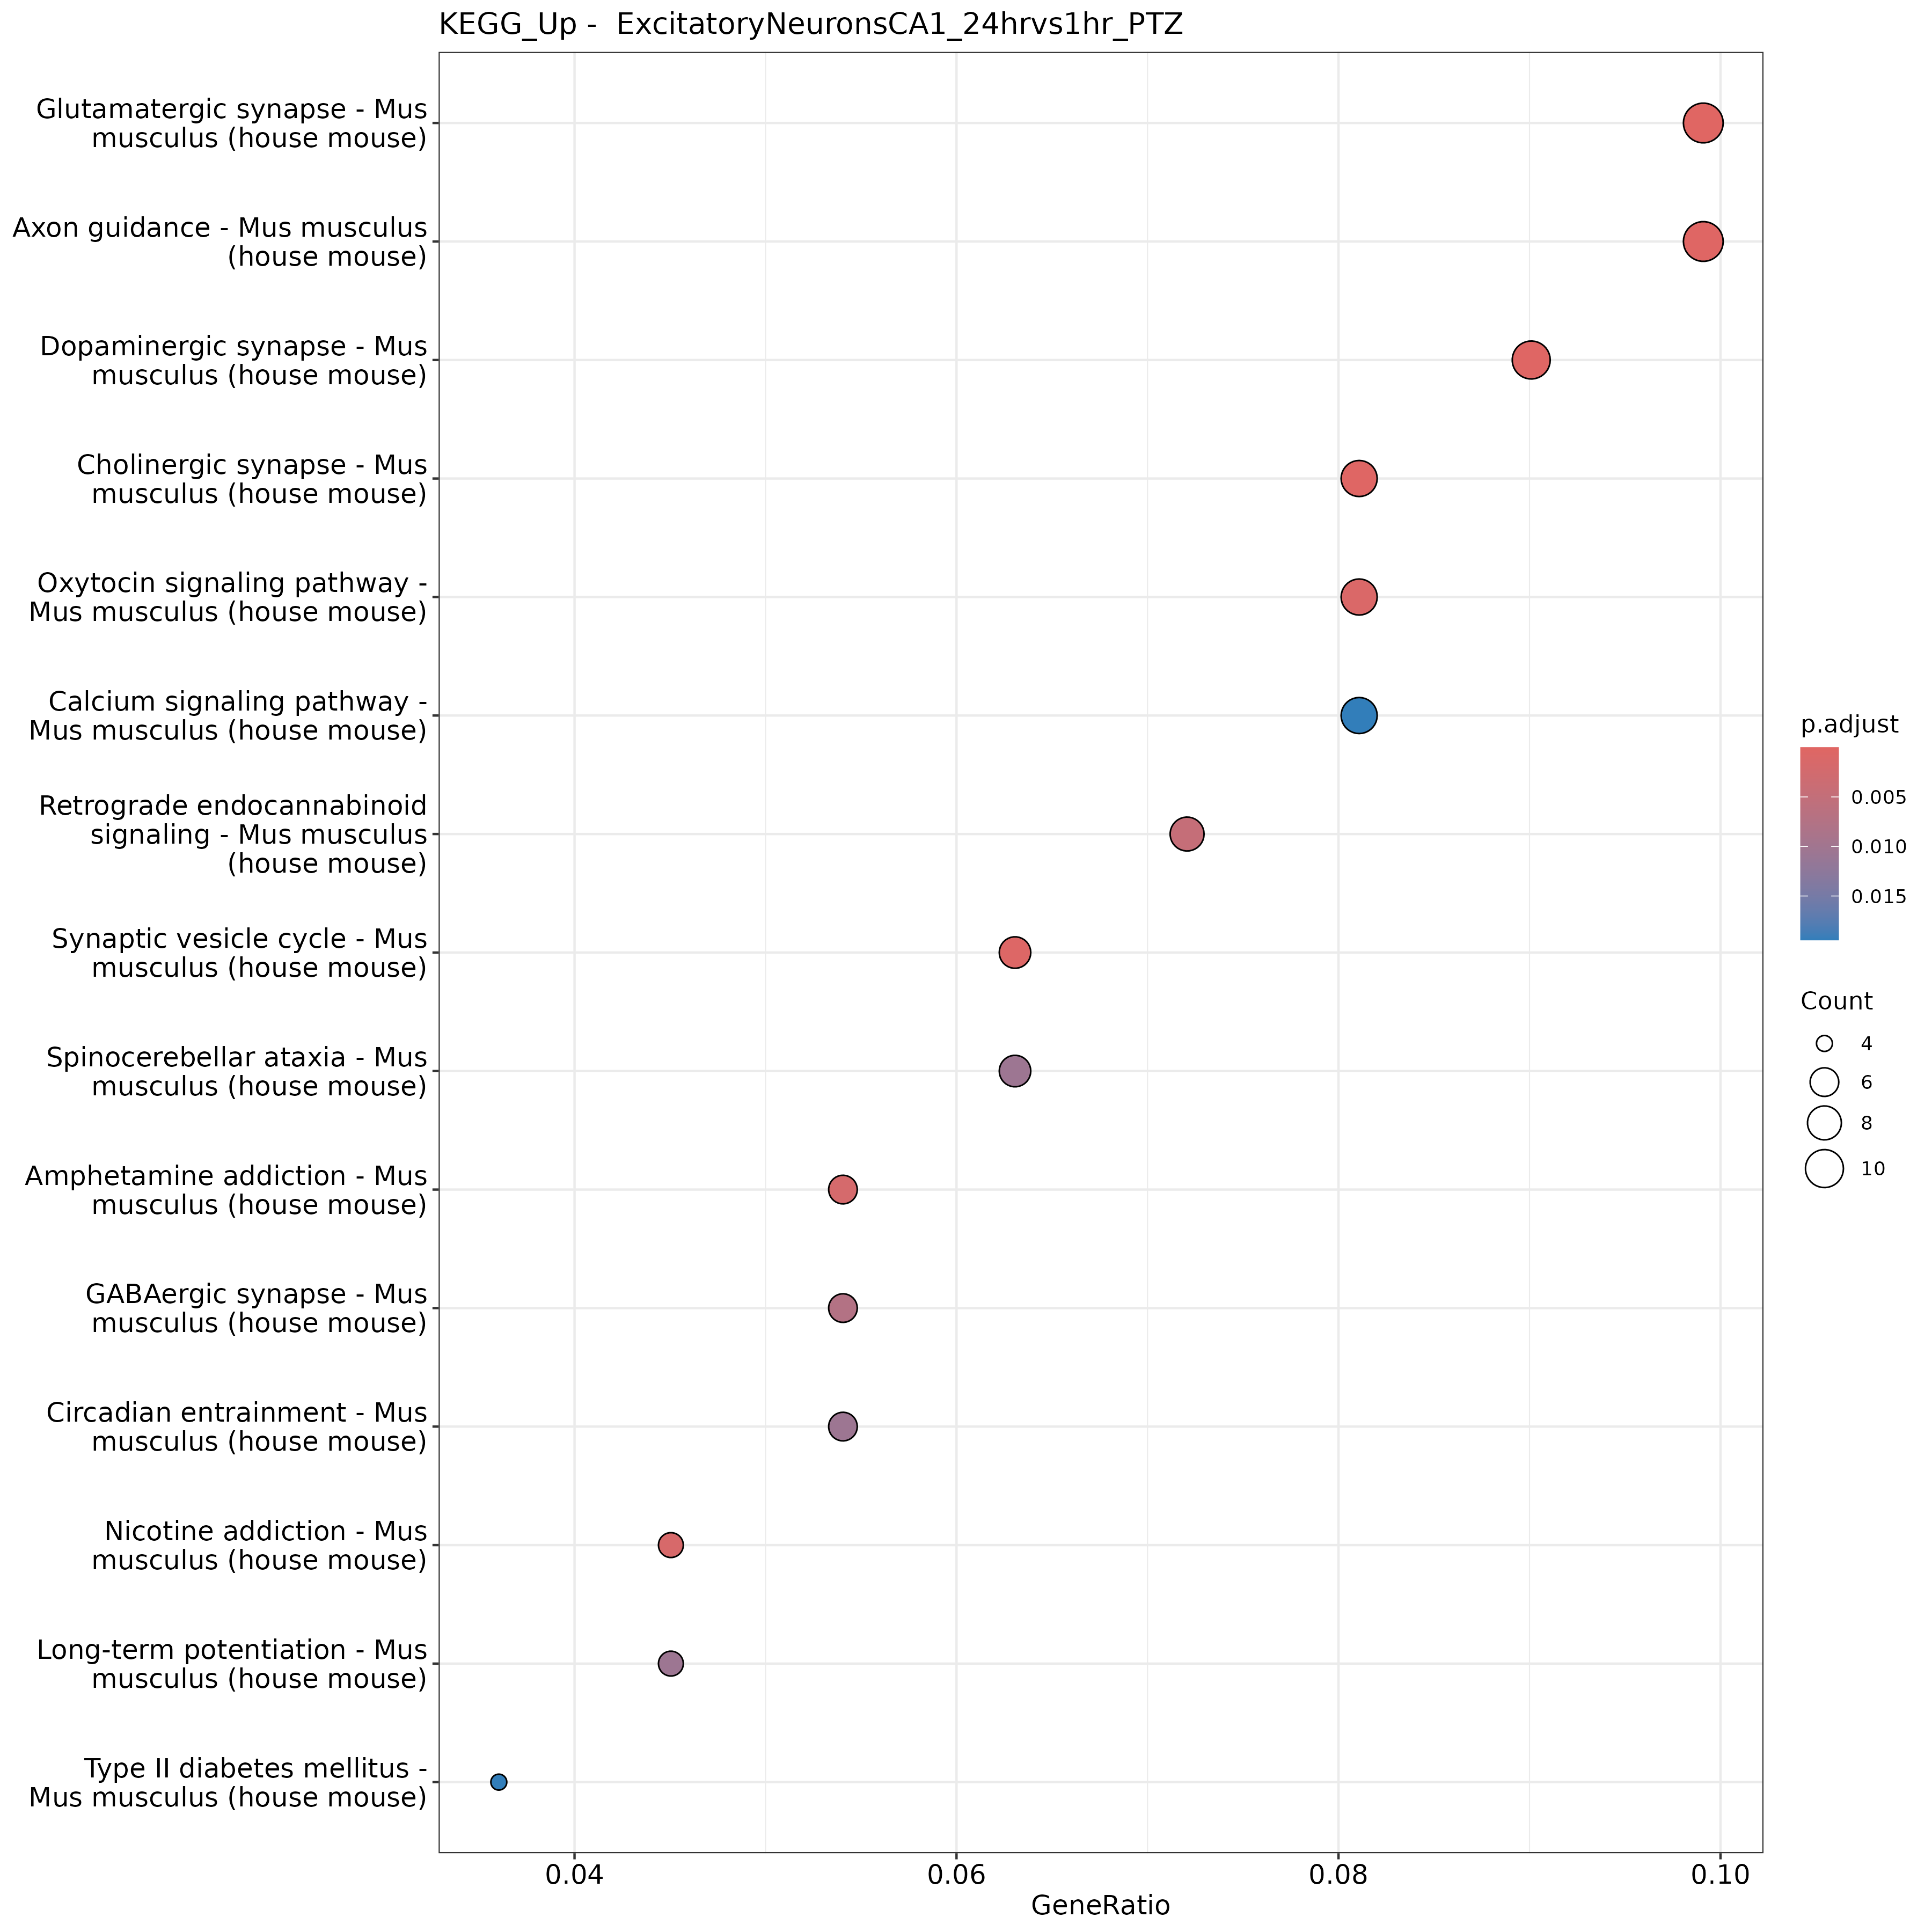 KEGG_Up -  ExcitatoryNeuronsCA1_24hrvs1hr_PTZ
Glutamatergic synapse - Mus
musculus (house mouse)
Axon guidance - Mus musculus
(house mouse)
Dopaminergic synapse - Mus
musculus (house mouse)
Cholinergic synapse - Mus
musculus (house mouse)
Oxytocin signaling pathway -
Mus musculus (house mouse)
Calcium signaling pathway -
Mus musculus (house mouse)
Retrograde endocannabinoid
signaling - Mus musculus
(house mouse)
Synaptic vesicle cycle - Mus
musculus (house mouse)
Spinocerebellar ataxia - Mus
musculus (house mouse)
Amphetamine addiction - Mus
musculus (house mouse)
GABAergic synapse - Mus
musculus (house mouse)
Circadian entrainment - Mus
musculus (house mouse)
Nicotine addiction - Mus
musculus (house mouse)
Long-term potentiation - Mus
musculus (house mouse)
Type II diabetes mellitus -
Mus musculus (house mouse)
0.04 0.06 0.08 0.10
GeneRatio
p.adjust
0.005
0.010
0.015
Count
4
6
8
10